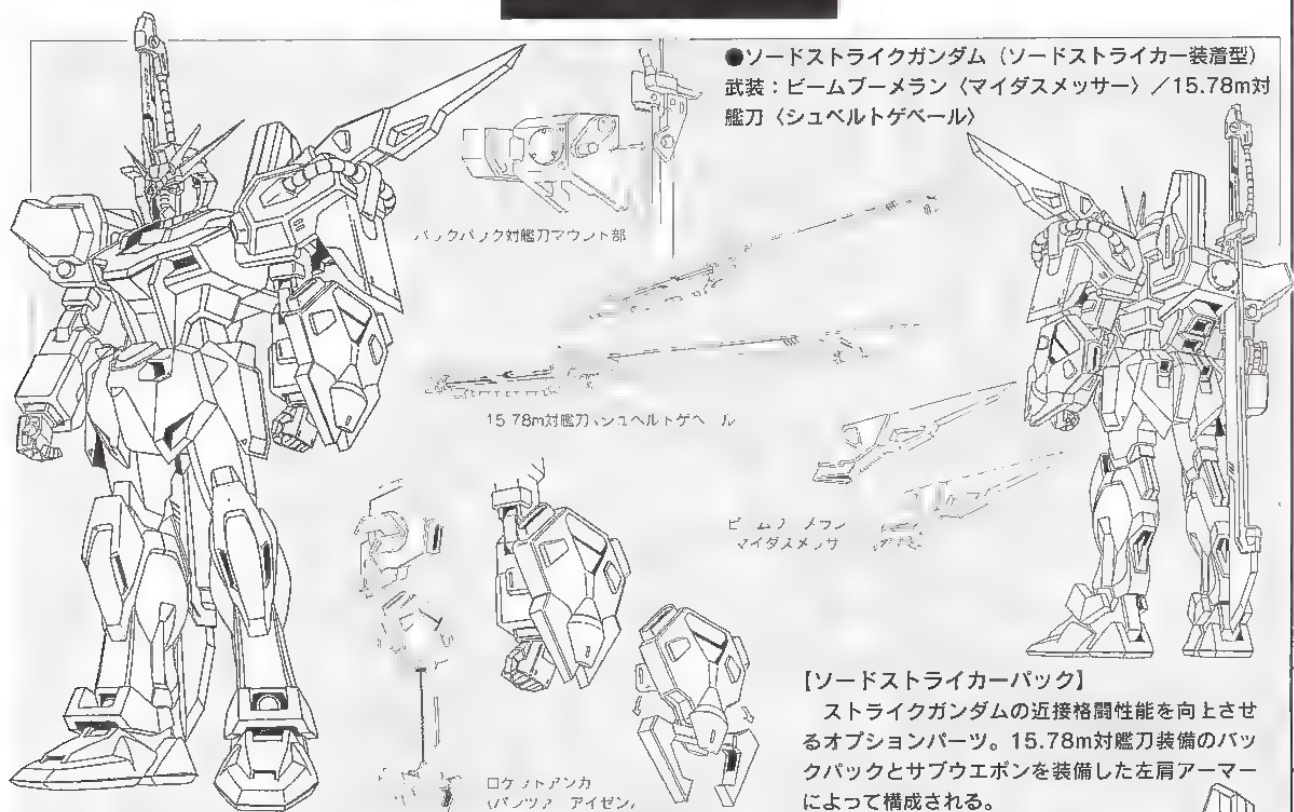 ●ソードストライクガンダム（ソードストライカー装着型）
武装：ビームブーメラン〈マイダスメッサー〉／15.78m対
艦刀〈シュベルトゲベール〉
バックパック対艦刀マウント部
15.78m対艦刀
マイダスメッサ
ロケットアンカ
【ソードストライカーパック】
ストライクガンダムの近接格闘性能を向上させ
るオプションパーツ。15.78m対艦刀装備のバッ
クパックとサブウエポンを装備した左肩アーマー
によって構成される。